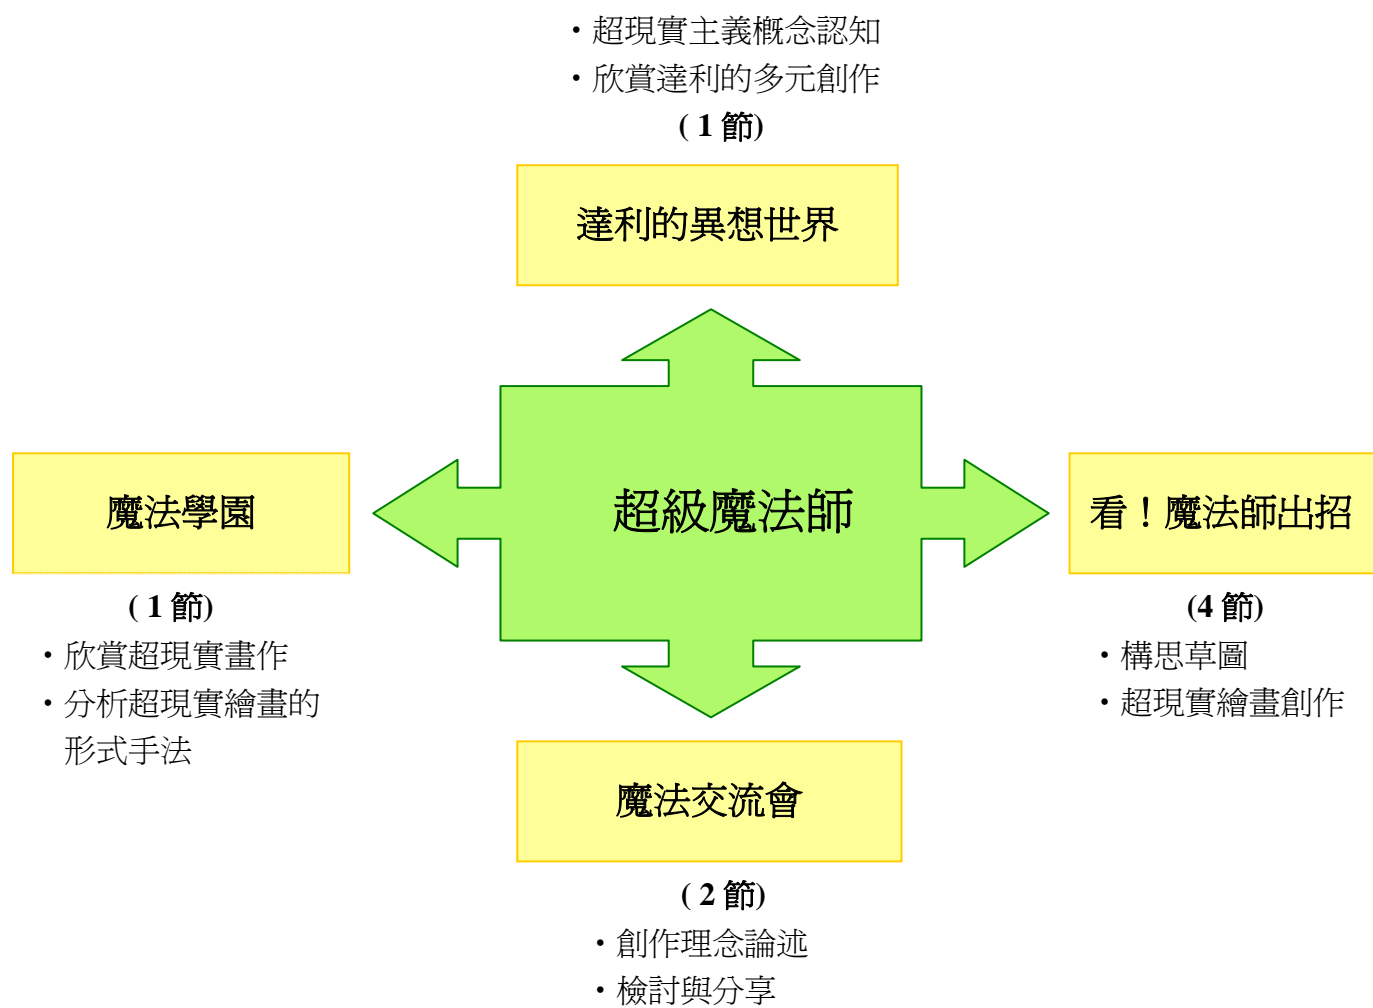 ・超現實主義概念認知
・欣賞達利的多元創作
( 1 節)
達利的異想世界
超級魔法師
魔法學園
( 1 節)
・欣賞超現實畫作
・分析超現實繪畫的
形式手法
看！魔法師出招
(4 節)
・構思草圖
・超現實繪畫創作
魔法交流會
( 2 節)
・創作理念論述
・檢討與分享